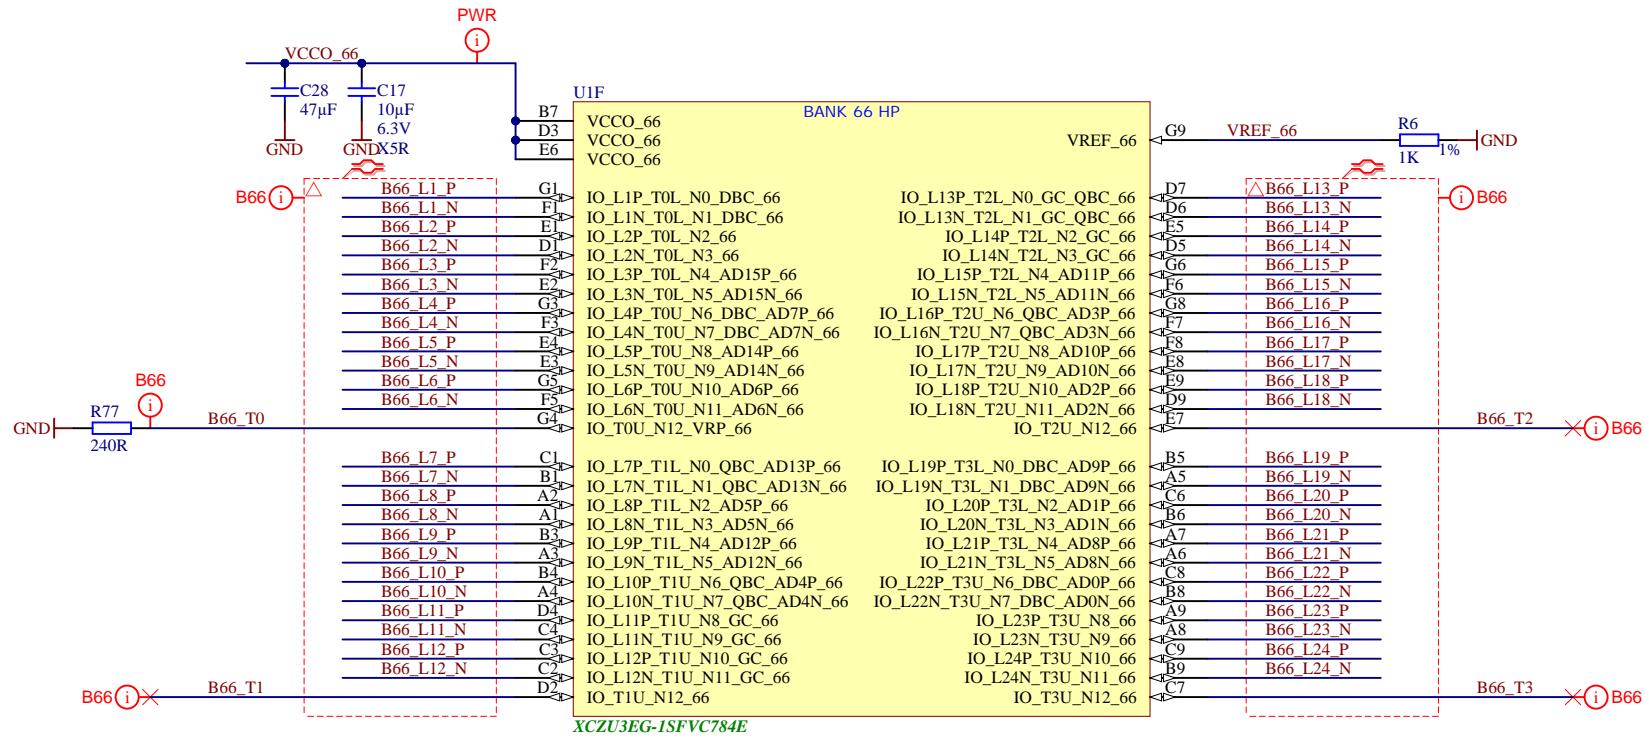 PWR
i
VCCO_66
C28
47µF
GND
C17
10µF
6.3V
X5R
GND
U1F
BANK 66 HP
B7 VCCO_66
D3 VCCO_66
E6 VCCO_66
VREF_66 G9 VREF_66
R6
1K
1%
GND
B66 i
i B66
B66_L1_P G1 IO_L1P_T0L_N0_DBC_66
B66_L1_N F1 IO_L1N_T0L_N1_DBC_66
B66_L2_P E1 IO_L2P_T0L_N2_66
B66_L2_N D1 IO_L2N_T0L_N3_66
B66_L3_P F2 IO_L3P_T0L_N4_AD15P_66
B66_L3_N E2 IO_L3N_T0L_N5_AD15N_66
B66_L4_P G3 IO_L4P_T0U_N6_DBC_AD7P_66
B66_L4_N F3 IO_L4N_T0U_N7_DBC_AD7N_66
B66_L5_P E4 IO_L5P_T0U_N8_AD14P_66
B66_L5_N E3 IO_L5N_T0U_N9_AD14N_66
B66_L6_P G5 IO_L6P_T0U_N10_AD6P_66
B66_L6_N F5 IO_L6N_T0U_N11_AD6N_66
B66
i
GND
R77
240R
B66_T0 G4 IO_T0U_N12_VRP_66
B66_L7_P C1 IO_L7P_T1L_N0_QBC_AD13P_66
B66_L7_N B1 IO_L7N_T1L_N1_QBC_AD13N_66
B66_L8_P A2 IO_L8P_T1L_N2_AD5P_66
B66_L8_N A1 IO_L8N_T1L_N3_AD5N_66
B66_L9_P B3 IO_L9P_T1L_N4_AD12P_66
B66_L9_N A3 IO_L9N_T1L_N5_AD12N_66
B66_L10_P B4 IO_L10P_T1U_N6_QBC_AD4P_66
B66_L10_N A4 IO_L10N_T1U_N7_QBC_AD4N_66
B66_L11_P D4 IO_L11P_T1U_N8_GC_66
B66_L11_N C4 IO_L11N_T1U_N9_GC_66
B66_L12_P C3 IO_L12P_T1U_N10_GC_66
B66_L12_N C2 IO_L12N_T1U_N11_GC_66
B66 i B66_T1 D2 IO_T1U_N12_66
IO_L13P_T2L_N0_GC_QBC_66 D7 B66_L13_P
IO_L13N_T2L_N1_GC_QBC_66 D6 B66_L13_N
IO_L14P_T2L_N2_GC_66 E5 B66_L14_P
IO_L14N_T2L_N3_GC_66 D5 B66_L14_N
IO_L15P_T2L_N4_AD11P_66 G6 B66_L15_P
IO_L15N_T2L_N5_AD11N_66 F6 B66_L15_N
IO_L16P_T2U_N6_QBC_AD3P_66 G8 B66_L16_P
IO_L16N_T2U_N7_QBC_AD3N_66 F7 B66_L16_N
IO_L17P_T2U_N8_AD10P_66 F8 B66_L17_P
IO_L17N_T2U_N9_AD10N_66 E8 B66_L17_N
IO_L18P_T2U_N10_AD2P_66 E9 B66_L18_P
IO_L18N_T2U_N11_AD2N_66 D9 B66_L18_N
IO_T2U_N12_66 E7 B66_T2 i B66
IO_L19P_T3L_N0_DBC_AD9P_66 B5 B66_L19_P
IO_L19N_T3L_N1_DBC_AD9N_66 A5 B66_L19_N
IO_L20P_T3L_N2_AD1P_66 C6 B66_L20_P
IO_L20N_T3L_N3_AD1N_66 B6 B66_L20_N
IO_L21P_T3L_N4_AD8P_66 A7 B66_L21_P
IO_L21N_T3L_N5_AD8N_66 A6 B66_L21_N
IO_L22P_T3U_N6_DBC_AD0P_66 C8 B66_L22_P
IO_L22N_T3U_N7_DBC_AD0N_66 B8 B66_L22_N
IO_L23P_T3U_N8_66 A9 B66_L23_P
IO_L23N_T3U_N9_66 A8 B66_L23_N
IO_L24P_T3U_N10_66 C9 B66_L24_P
IO_L24N_T3U_N11_66 B9 B66_L24_N
IO_T3U_N12_66 C7 B66_T3 i B66
XCZU3EG-1SFVC784E